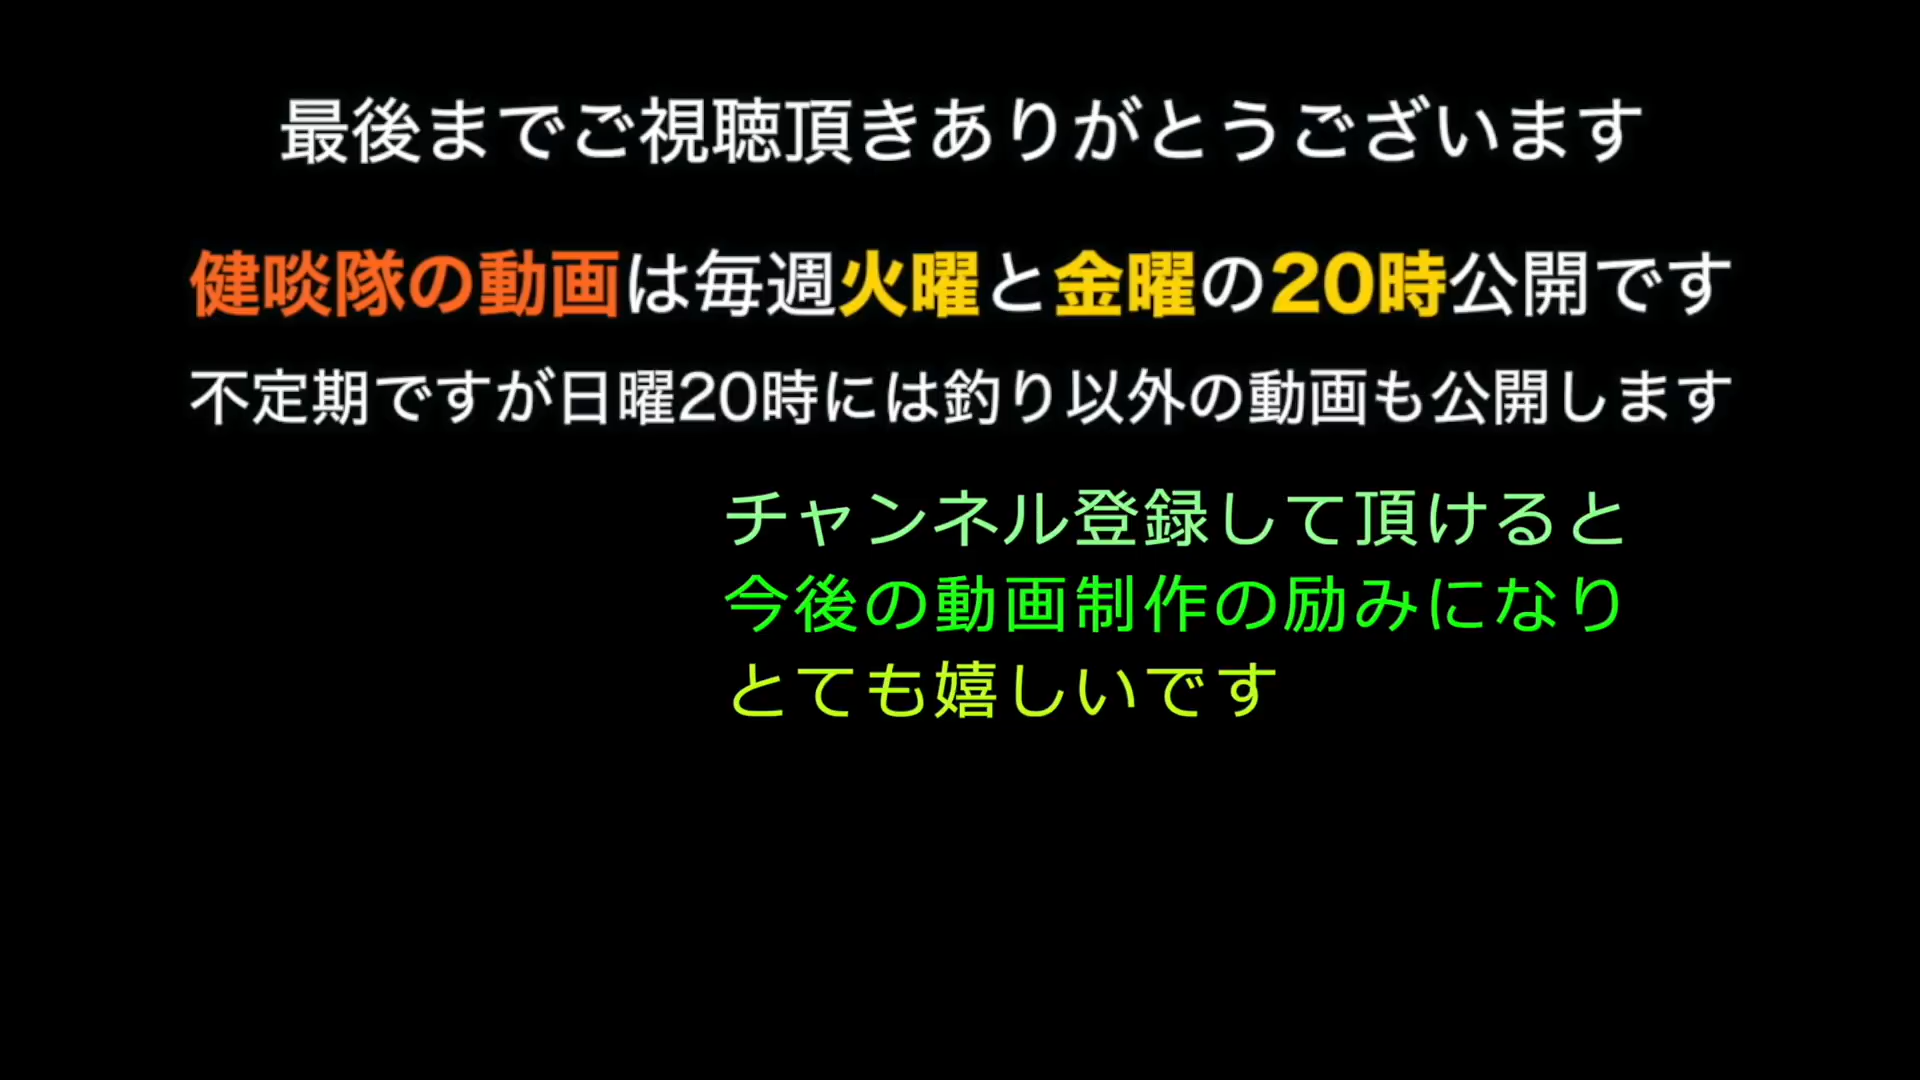 最後までご視聴頂きありがとうございます
健啖隊の動画は毎週火曜と金曜の20時公開です
不定期ですが日曜20時には釣り以外の動画も公開します
チャンネル登録して頂けると
今後の動画制作の励みになり
とても嬉しいです